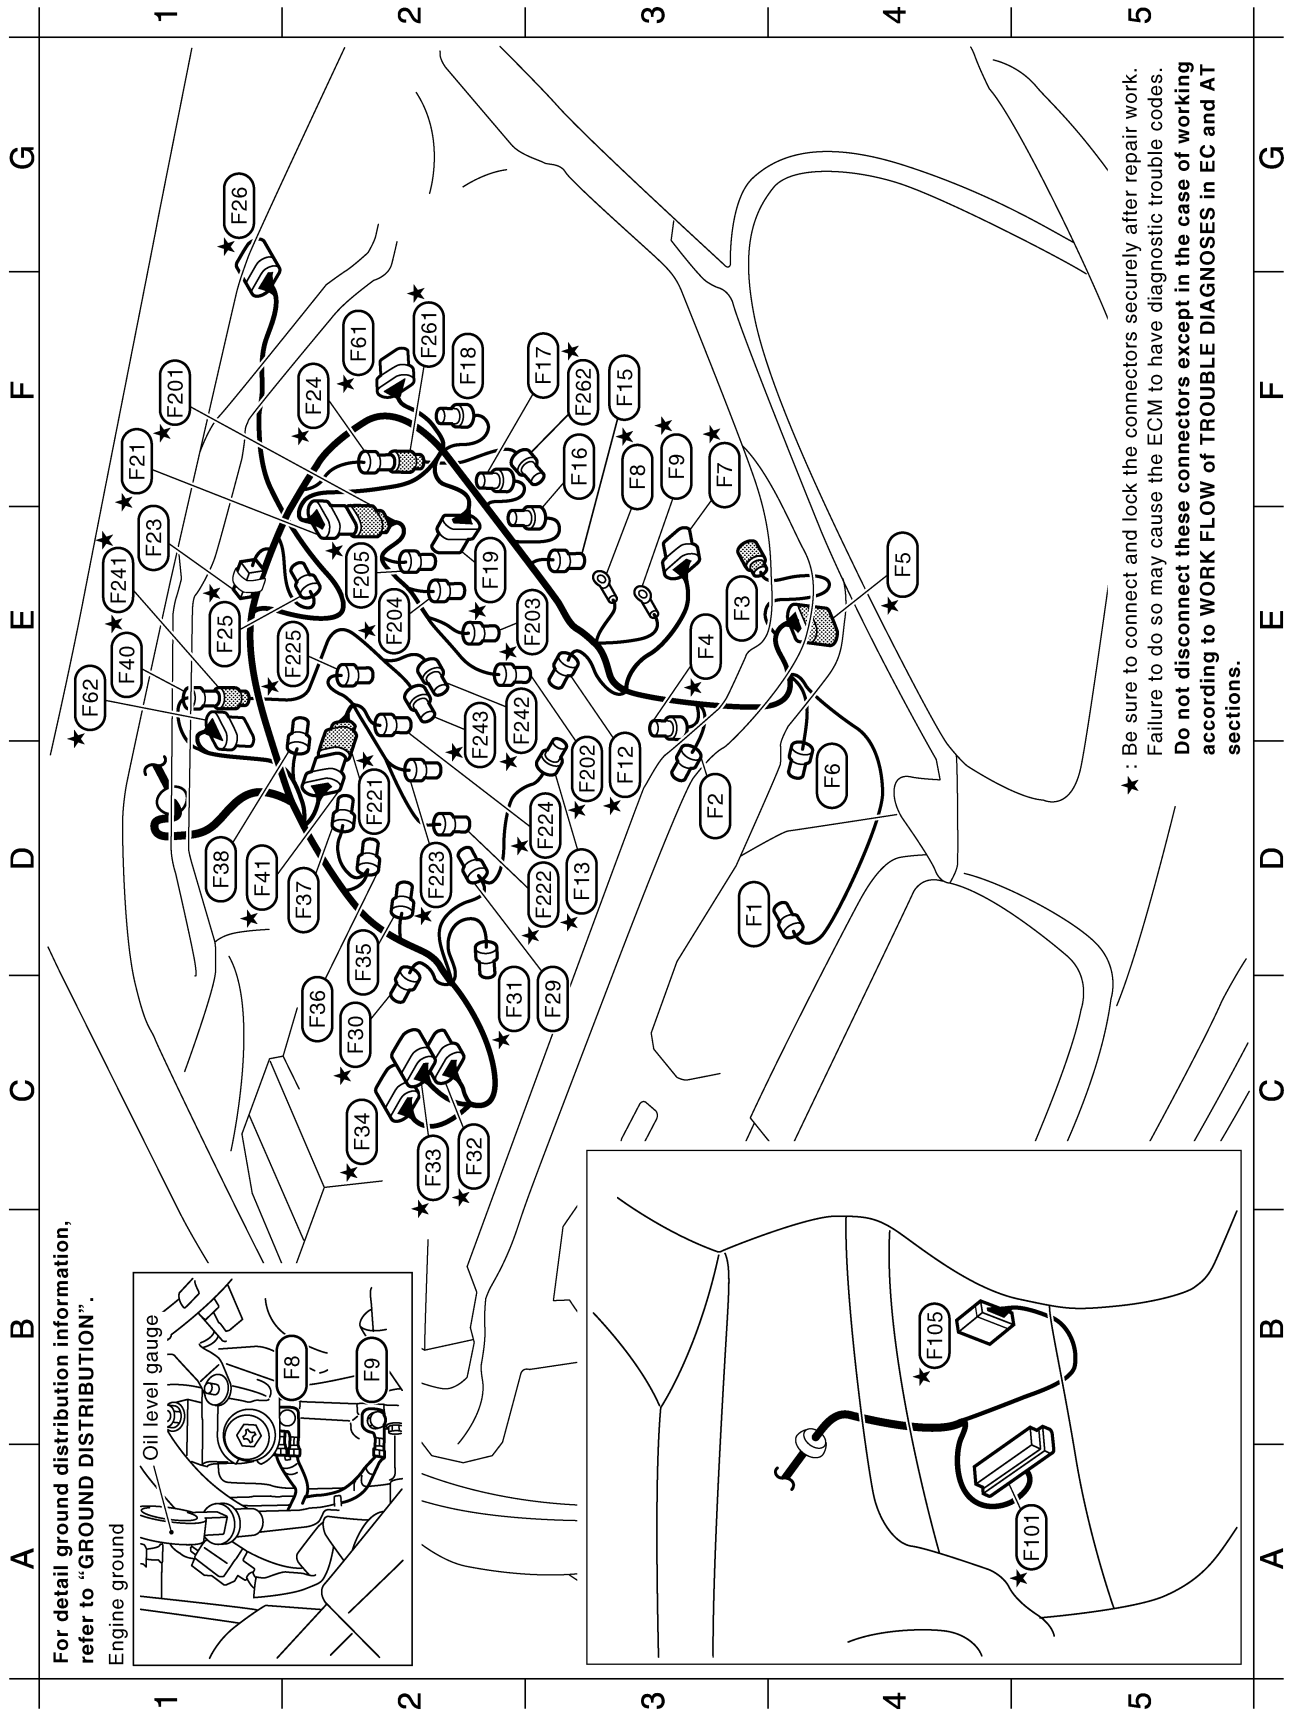 For detail ground distribution information,
refer to “GROUND DISTRIBUTION”.
Engine ground
Oil level gauge
F8
F9
A B C D E F G
1
2
3
4
5
F62
F40
★ F241 ★
F23
★ F21
★ F201
★ F26
F25 ★
F225 ★
F24 ★
F61 ★
F261 ★
F18
F205 ★
F204 ★
F19
F203 ★
F17
F262 ★
F15
F16
F8 ★
F9 ★
F7 ★
F38
F41 ★
F37
F221 ★
F243 ★
F242 ★
F202 ★
F12 ★
F4 ★
F3
F5 ★
F36
F35
F223 ★
F224 ★
F222 ★
F13 ★
F2
F6
F1
F30 ★
F31 ★
F29
F34 ★
F33 ★
F32 ★
F105 ★
F101 ★
★ : Be sure to connect and lock the connectors securely after repair work.
Failure to do so may cause the ECM to have diagnostic trouble codes.
Do not disconnect these connectors except in the case of working
according to WORK FLOW of TROUBLE DIAGNOSES in EC and AT
sections.
A B C D E F G
1
2
3
4
5